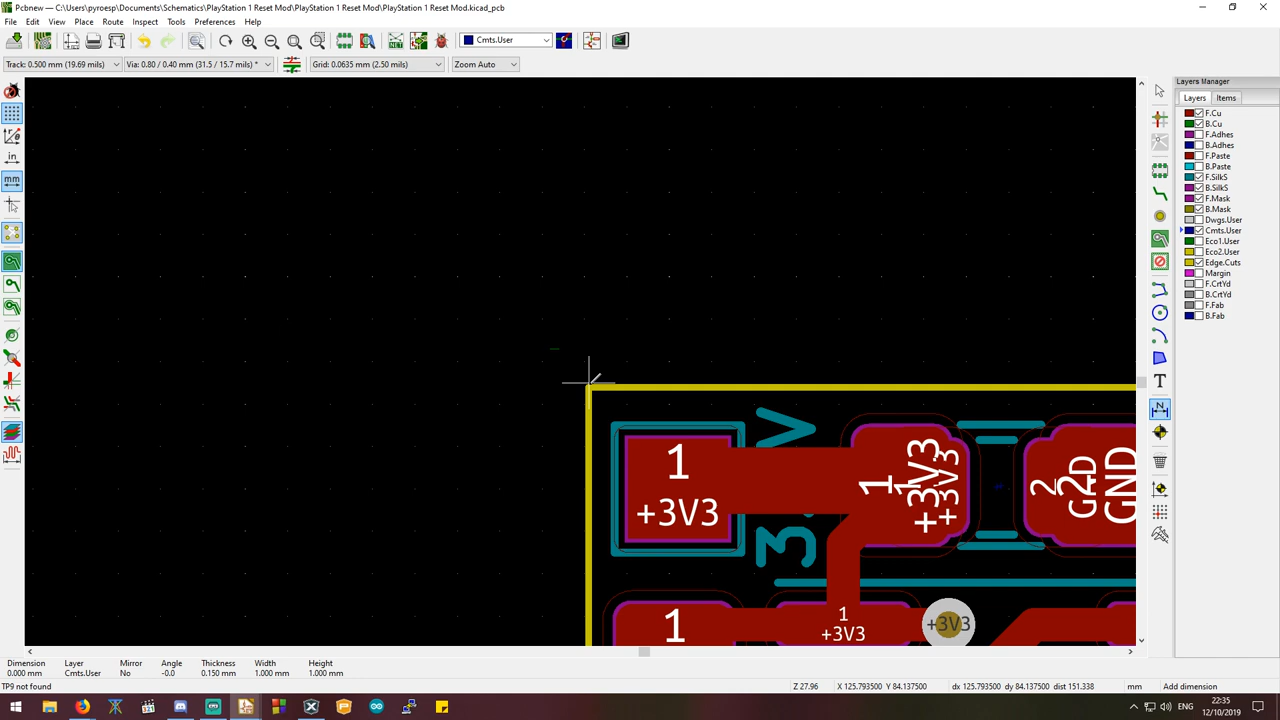 Pcbnew — C:\Users\pyroesp\Documents\Schematics\PlayStation 1 Reset Mod\PlayStation 1 Reset Mod\PlayStation 1 Reset Mod.kicad_pcb
File Edit View Place Route Inspect Tools Preferences Help
NET Cmts.User
Track: 0.500 mm (19.69 mils) Via: 0.80 / 0.40 mm (31.5 / 15.7 mils) * Grid: 0.0635 mm (2.50 mils) Zoom Auto
Layers Manager
Layers Items
F.Cu
B.Cu
F.Adhes
B.Adhes
F.Paste
B.Paste
F.SilkS
B.SilkS
F.Mask
B.Mask
Dwgs.User
Cmts.User
Eco1.User
Eco2.User
Edge.Cuts
Margin
F.CrtYd
B.CrtYd
F.Fab
B.Fab
in
mm
T
N
1
+3V3
1
+3V3
1
+3V3
2
GND
2
GND
1
1
+3V3
+3V3
Dimension Layer Mirror Angle Thickness Width Height
0.000 mm Cmts.User No -0.0 0.150 mm 1.000 mm 1.000 mm
TP9 not found Z 27.96 X 125.793500 Y 84.137500 dx 125.793500 dy 84.137500 dist 151.338 mm Add dimension
ENG
22:35
12/10/2019